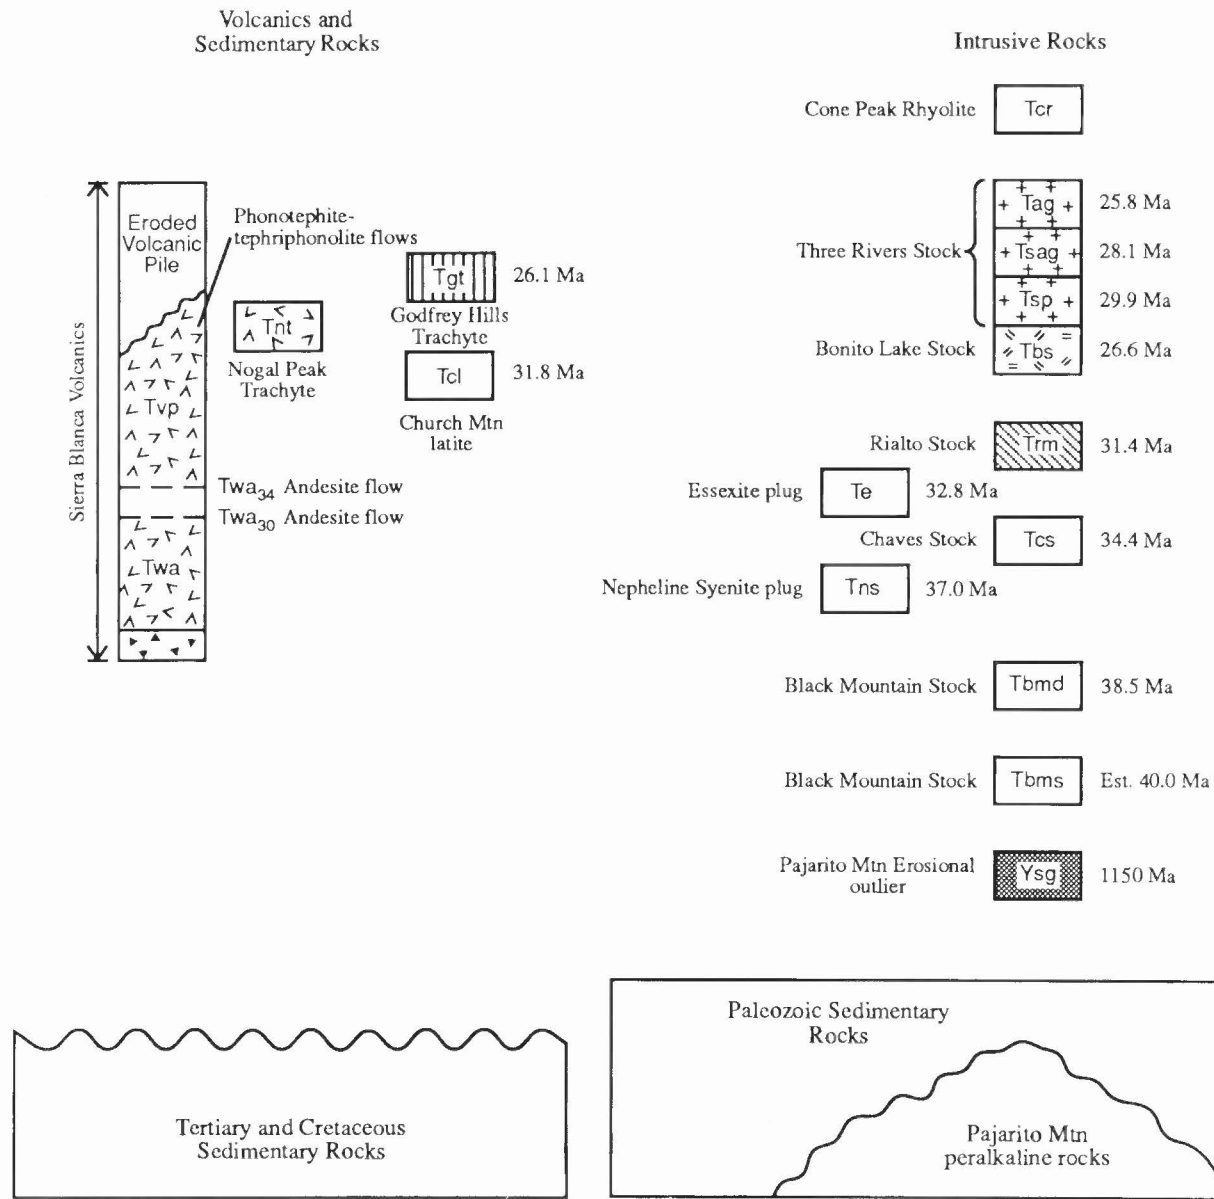 Volcanics and
Sedimentary Rocks
Intrusive Rocks
Cone Peak Rhyolite
Tcr
Sierra Blanca Volcanics
Eroded
Volcanic
Pile
Phonotephite-
tephriphonolite flows
Tgt
26.1 Ma
Godfrey Hills
Trachyte
Tnt
Nogal Peak
Trachyte
Tcl
31.8 Ma
Church Mtn
latite
Tvp
Twa34 Andesite flow
Twa30 Andesite flow
Twa
Three Rivers Stock
Tag
25.8 Ma
Tsag
28.1 Ma
Tsp
29.9 Ma
Bonito Lake Stock
Tbs
26.6 Ma
Rialto Stock
Trm
31.4 Ma
Essexite plug
Te
32.8 Ma
Chaves Stock
Tcs
34.4 Ma
Nepheline Syenite plug
Tns
37.0 Ma
Black Mountain Stock
Tbmd
38.5 Ma
Black Mountain Stock
Tbms
Est. 40.0 Ma
Pajarito Mtn Erosional
outlier
Ysg
1150 Ma
Tertiary and Cretaceous
Sedimentary Rocks
Paleozoic Sedimentary
Rocks
Pajarito Mtn
peralkaline rocks